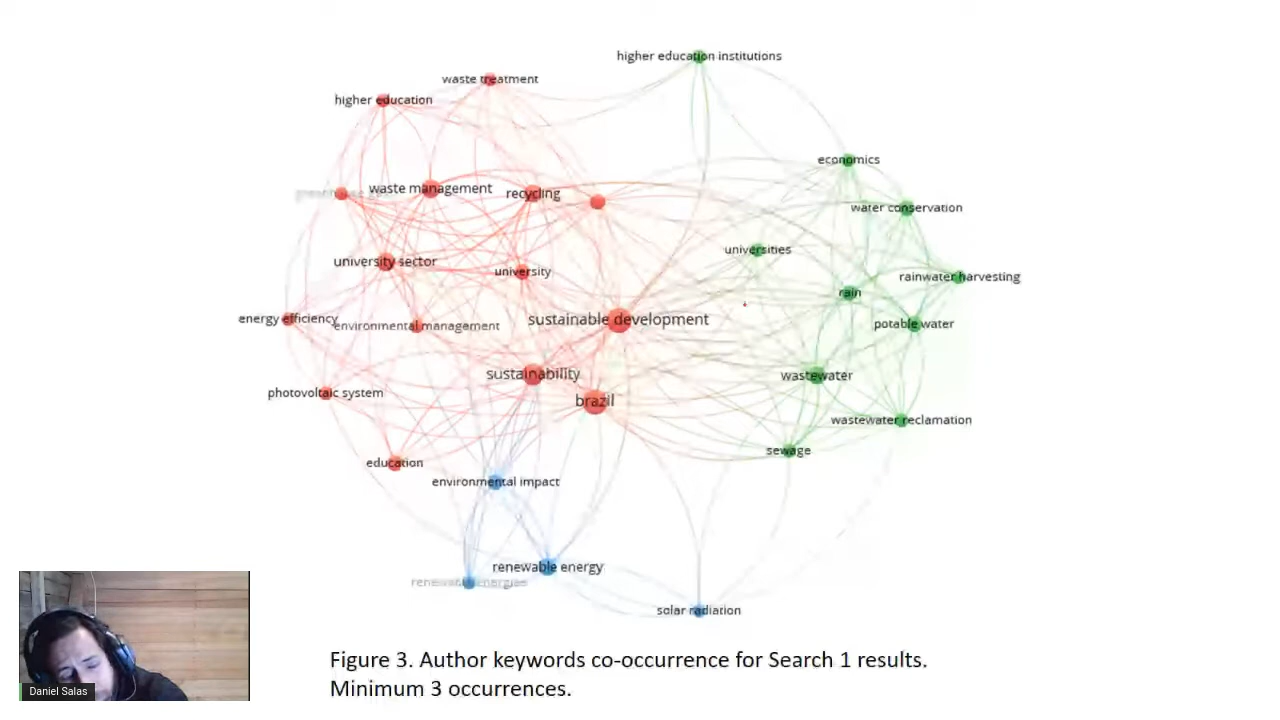 higher education institutions
waste treatment
higher education
economics
waste management
recycling
water conservation
universities
university sector
university
rainwater harvesting
rain
energy efficiency
environmental management
sustainable development
potable water
sustainability
wastewater
photovoltaic system
brazil
wastewater reclamation
sewage
education
environmental impact
renewable energy
renewable energies
solar radiation
Figure 3. Author keywords co-occurrence for Search 1 results.
Minimum 3 occurrences.
Daniel Salas